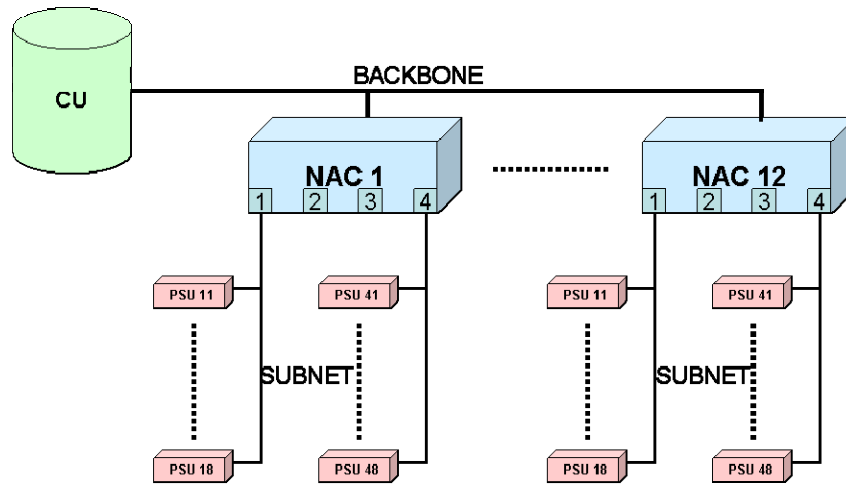 BACKBONE
CU
NAC 1
NAC 12
1 2 3 4
1 2 3 4
PSU 11
PSU 41
PSU 11
PSU 41
SUBNET
SUBNET
PSU 18
PSU 48
PSU 18
PSU 48